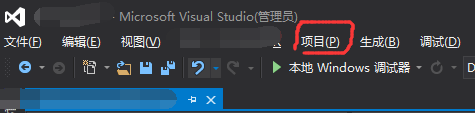 - Microsoft Visual Studio(管理员)
文件(F) 编辑(E) 视图(V) 项目(P) 生成(B) 调试(D)
本地 Windows 调试器 D